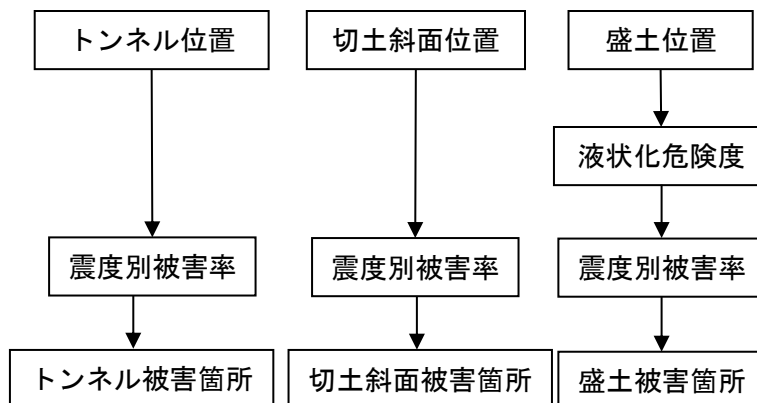 トンネル位置
切土斜面位置
盛土位置
液状化危険度
震度別被害率
震度別被害率
震度別被害率
トンネル被害箇所
切土斜面被害箇所
盛土被害箇所